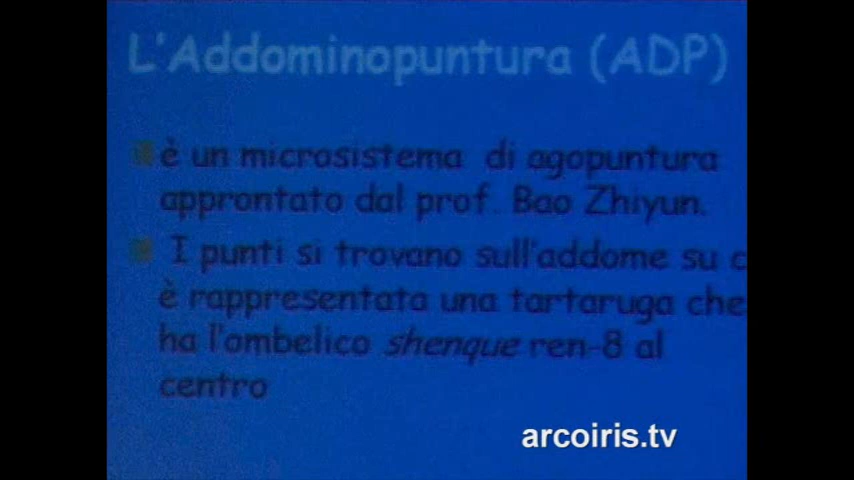 L'Addominopuntura (ADP)
è un microsistema di agopuntura
approntato dal prof. Bao Zhiyun.
I punti si trovano sull'addome su c
è rappresentata una tartaruga che
ha l'ombelico shenque ren-8 al
centro
arcoiris.tv